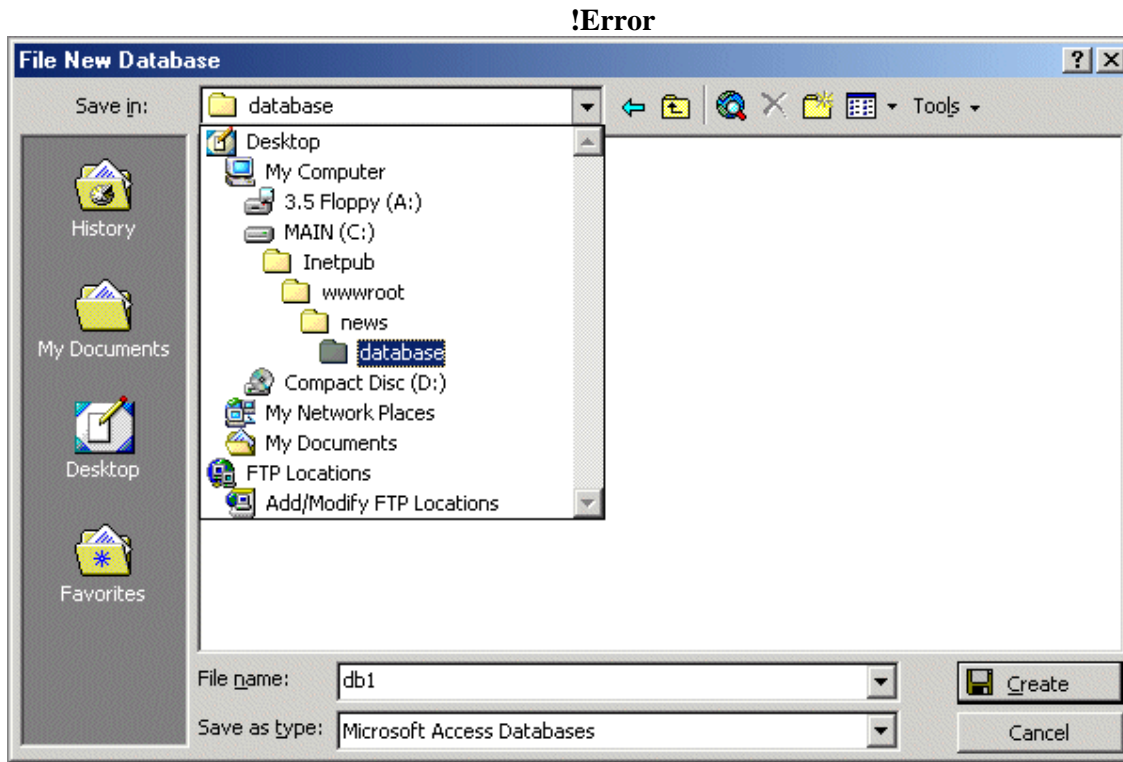 !Error
File New Database
Save in:
database
Tools
Desktop
My Computer
3.5 Floppy (A:)
MAIN (C:)
Inetpub
wwwroot
news
database
Compact Disc (D:)
My Network Places
My Documents
FTP Locations
Add/Modify FTP Locations
History
My Documents
Desktop
Favorites
File name:
db1
Create
Save as type:
Microsoft Access Databases
Cancel